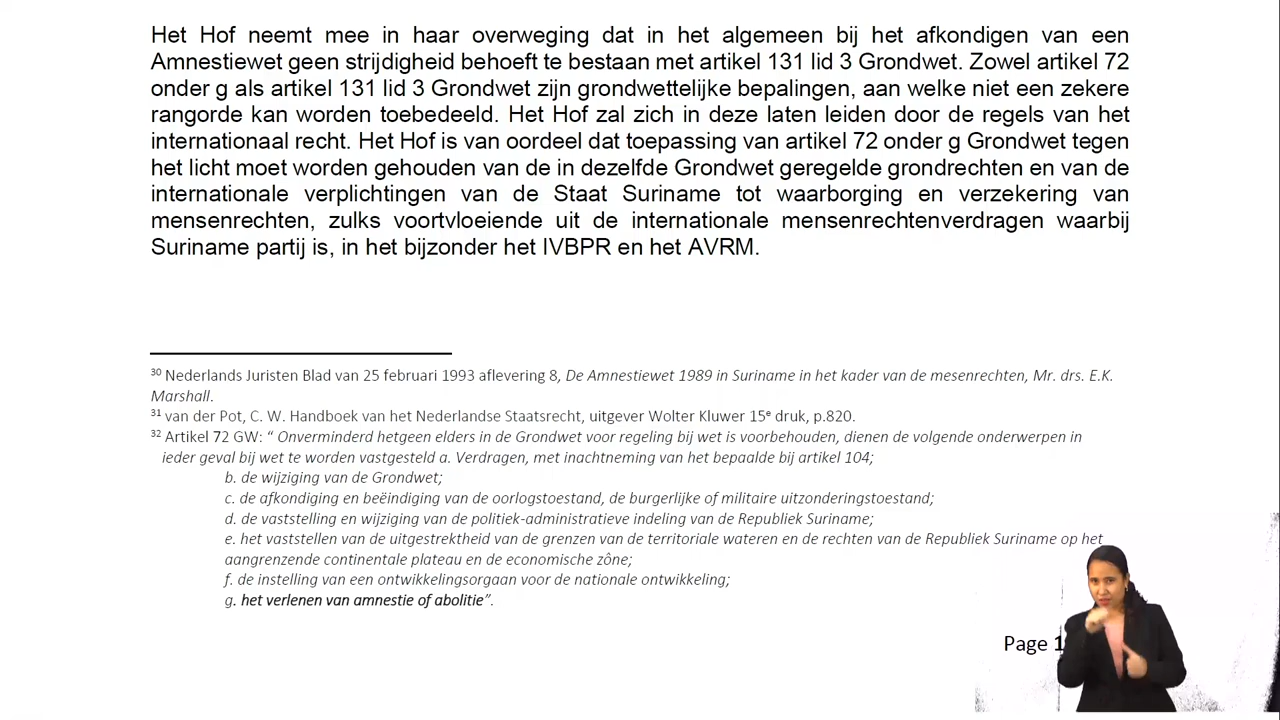 Het Hof neemt mee in haar overweging dat in het algemeen bij het afkondigen van een
Amnestiewet geen strijdigheid behoeft te bestaan met artikel 131 lid 3 Grondwet. Zowel artikel 72
onder g als artikel 131 lid 3 Grondwet zijn grondwettelijke bepalingen, aan welke niet een zekere
rangorde kan worden toebedeeld. Het Hof zal zich in deze laten leiden door de regels van het
internationaal recht. Het Hof is van oordeel dat toepassing van artikel 72 onder g Grondwet tegen
het licht moet worden gehouden van de in dezelfde Grondwet geregelde grondrechten en van de
internationale verplichtingen van de Staat Suriname tot waarborging en verzekering van
mensenrechten, zulks voortvloeiende uit de internationale mensenrechtenverdragen waarbij
Suriname partij is, in het bijzonder het IVBPR en het AVRM.
³⁰ Nederlands Juristen Blad van 25 februari 1993 aflevering 8, De Amnestiewet 1989 in Suriname in het kader van de mesenrechten, Mr. drs. E.K.
Marshall.
³¹ van der Pot, C. W. Handboek van het Nederlandse Staatsrecht, uitgever Wolter Kluwer 15ᵉ druk, p.820.
³² Artikel 72 GW: “ Onverminderd hetgeen elders in de Grondwet voor regeling bij wet is voorbehouden, dienen de volgende onderwerpen in
ieder geval bij wet te worden vastgesteld a. Verdragen, met inachtneming van het bepaalde bij artikel 104;
b. de wijziging van de Grondwet;
c. de afkondiging en beëindiging van de oorlogstoestand, de burgerlijke of militaire uitzonderingstoestand;
d. de vaststelling en wijziging van de politiek-administratieve indeling van de Republiek Suriname;
e. het vaststellen van de uitgestrektheid van de grenzen van de territoriale wateren en de rechten van de Republiek Suriname op het
aangrenzende continentale plateau en de economische zône;
f. de instelling van een ontwikkelingsorgaan voor de nationale ontwikkeling;
g. het verlenen van amnestie of abolitie”.
Page